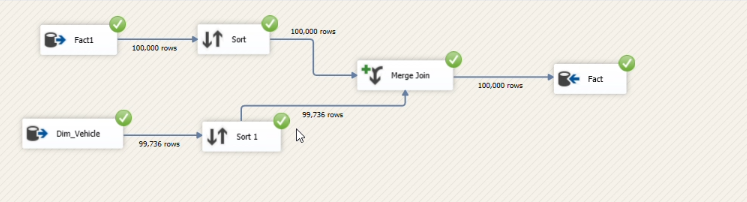 Fact1
100,000 rows
Sort
100,000 rows
Merge Join
100,000 rows
Fact
Dim_Vehicle
99,736 rows
Sort 1
99,736 rows